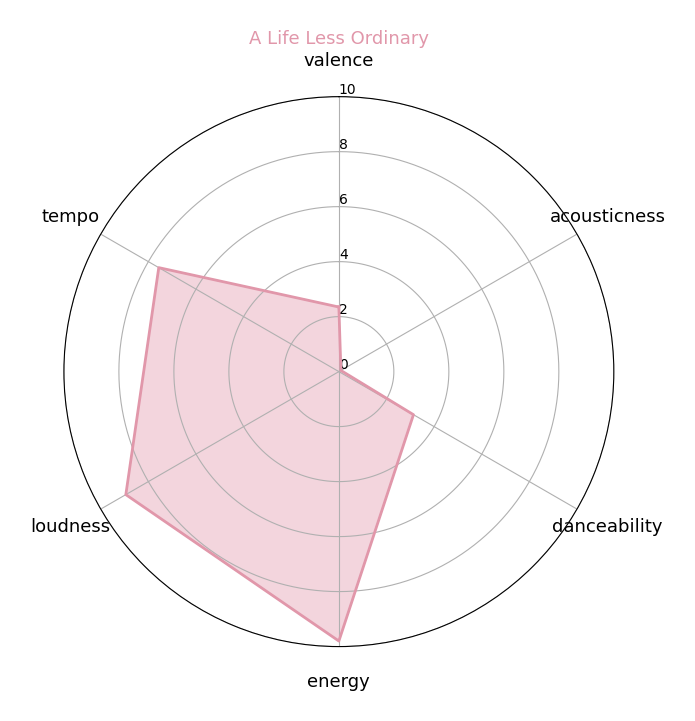 A Life Less Ordinary
valence
10
8
6
4
2
0
tempo
acousticness
loudness
danceability
energy